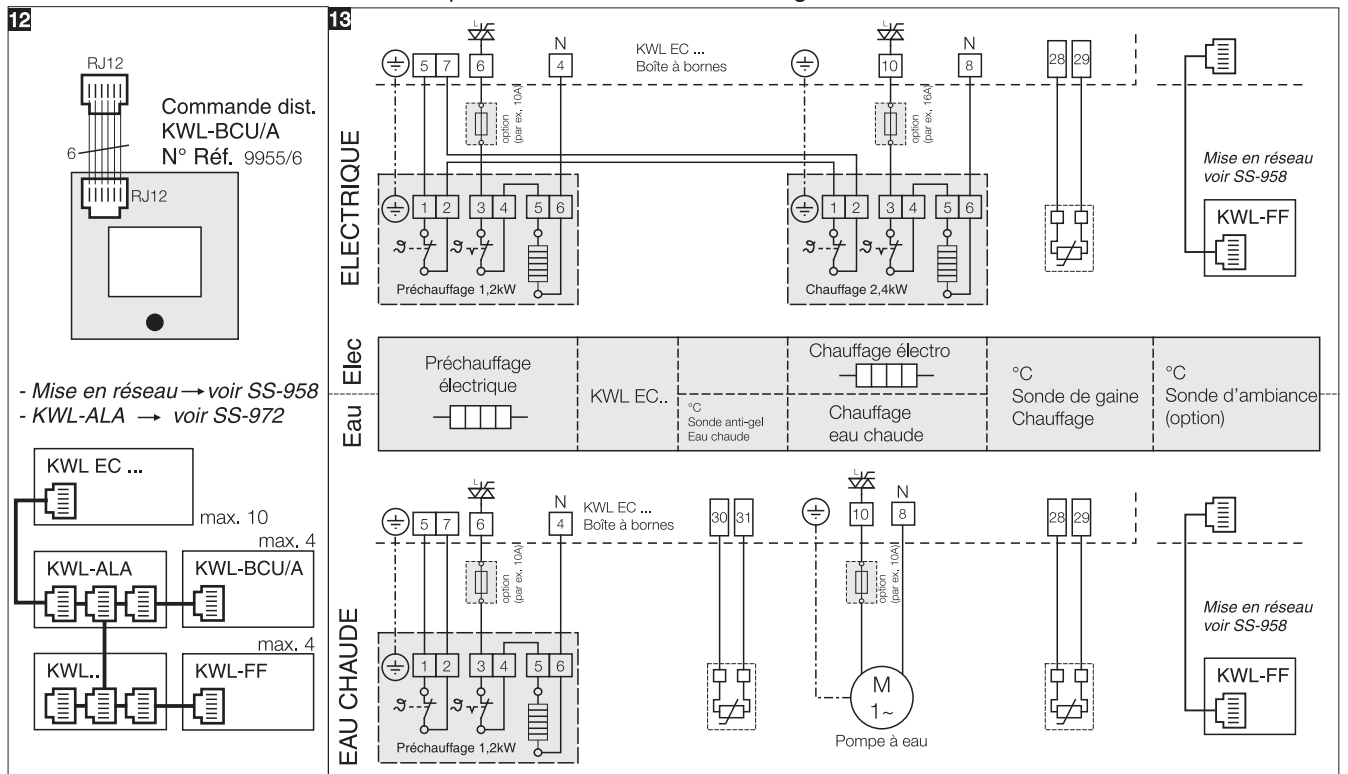 12
RJ12
6
RJ12
Commande dist.
KWL-BCU/A
N° Réf. 9955/6
- Mise en réseau → voir SS-958
- KWL-ALA → voir SS-972
KWL EC ...
max. 10
max. 4
KWL-ALA
KWL-BCU/A
max. 4
KWL..
KWL-FF
13
ELECTRIQUE
L
N
KWL EC ...
Boîte à bornes
L
N
5 7 6 4
10 8 28 29
option
(par ex. 10A)
option
(par ex. 16A)
1 2 3 4 5 6
ϑ ϑ
Préchauffage 1,2kW
1 2 3 4 5 6
ϑ ϑ
Chauffage 2,4kW
Mise en réseau
voir SS-958
KWL-FF
Elec
Eau
Préchauffage
électrique
KWL EC..
°C
Sonde anti-gel
Eau chaude
Chauffage électro
Chauffage
eau chaude
°C
Sonde de gaine
Chauffage
°C
Sonde d'ambiance
(option)
EAU CHAUDE
L
N
KWL EC ...
Boîte à bornes
L
N
5 7 6 4
30 31 10 8 28 29
option
(par ex. 10A)
option
(par ex. 10A)
1 2 3 4 5 6
ϑ ϑ
Préchauffage 1,2kW
M
1~
Pompe à eau
Mise en réseau
voir SS-958
KWL-FF